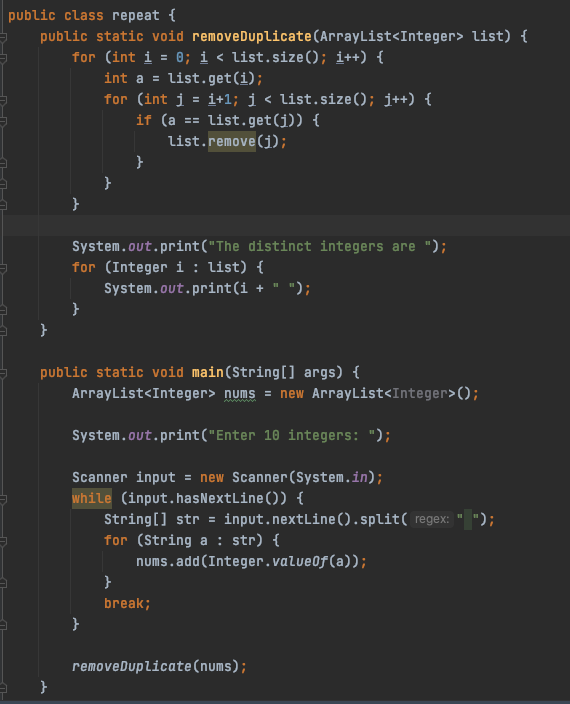 public class repeat {
    public static void removeDuplicate(ArrayList<Integer> list) {
        for (int i = 0; i < list.size(); i++) {
            int a = list.get(i);
            for (int j = i+1; j < list.size(); j++) {
                if (a == list.get(j)) {
                    list.remove(j);
                }
            }
        }

        System.out.print("The distinct integers are ");
        for (Integer i : list) {
            System.out.print(i + " ");
        }
    }

    public static void main(String[] args) {
        ArrayList<Integer> nums = new ArrayList<Integer>();

        System.out.print("Enter 10 integers: ");

        Scanner input = new Scanner(System.in);
        while (input.hasNextLine()) {
            String[] str = input.nextLine().split( regex: " ");
            for (String a : str) {
                nums.add(Integer.valueOf(a));
            }
            break;
        }

        removeDuplicate(nums);
    }